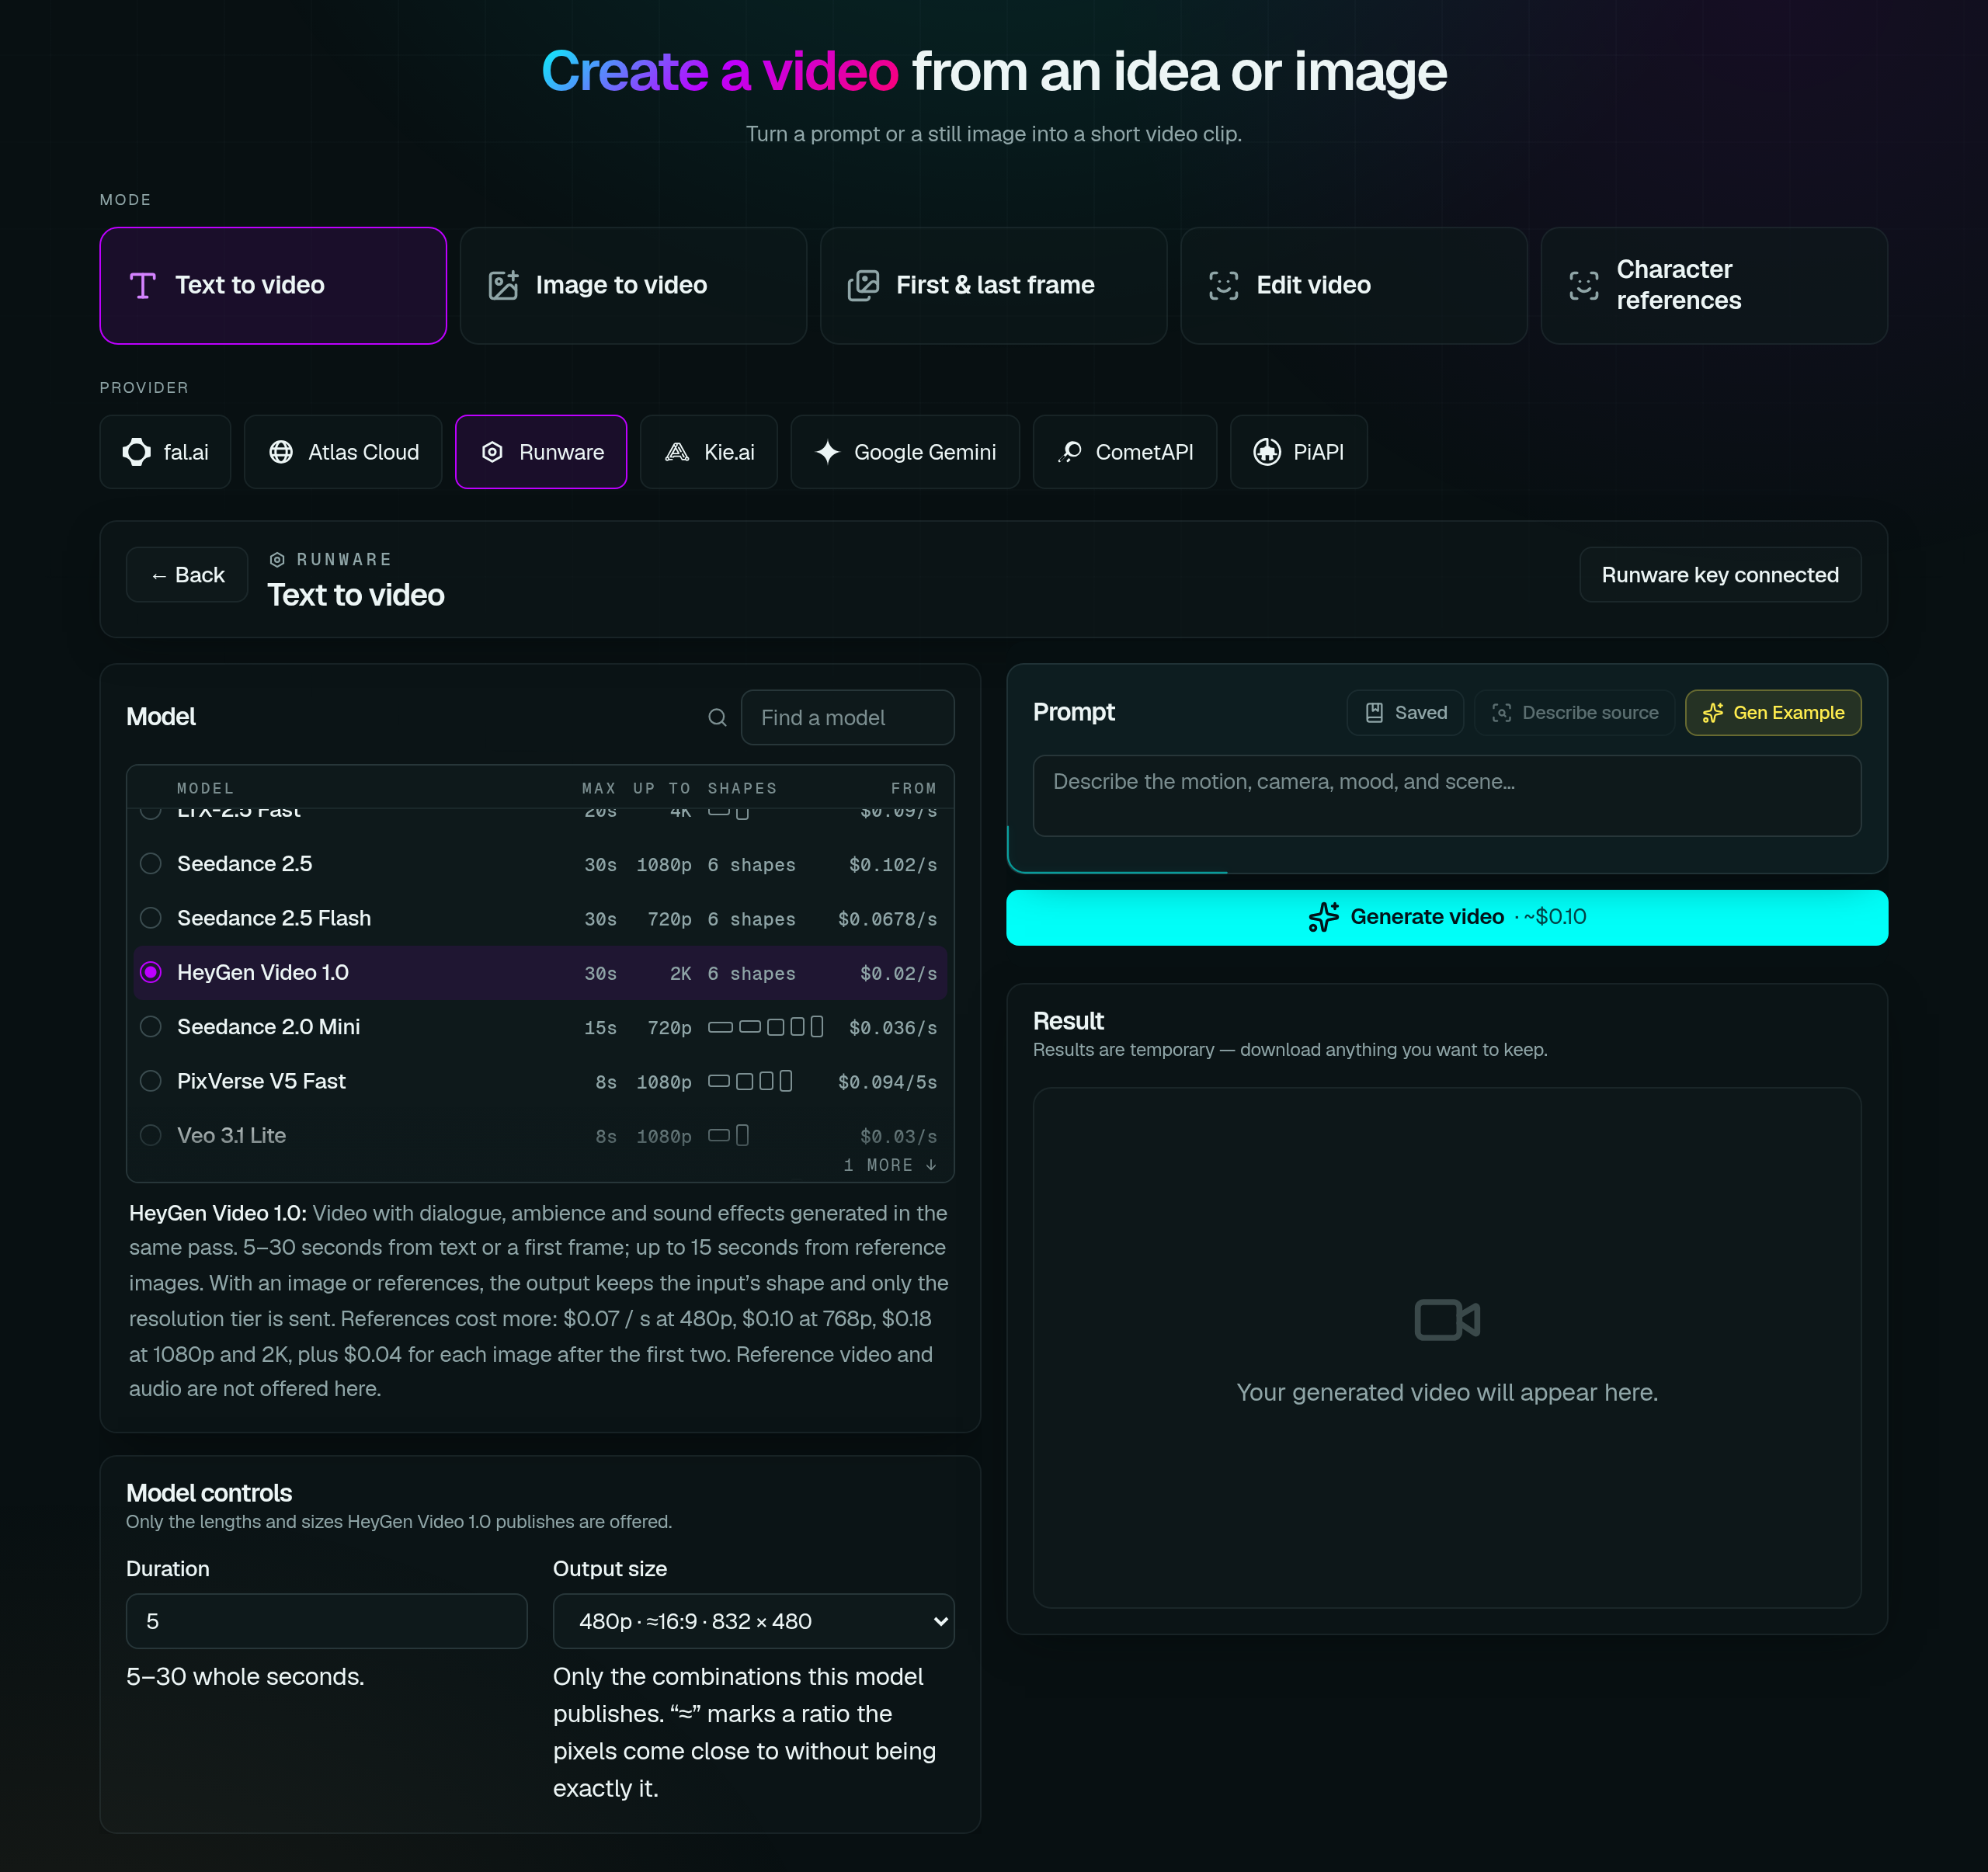 Create a video from an idea or image
Turn a prompt or a still image into a short video clip.
MODE
Text to video
Image to video
First & last frame
Edit video
Character
references
PROVIDER
fal.ai
Atlas Cloud
Runware
Kie.ai
Google Gemini
CometAPI
PiAPI
← Back
RUNWARE
Text to video
Runware key connected
Model
Find a model
MODEL MAX UP TO SHAPES FROM
LTX-2.5 Fast 20s 4K $0.09/s
Seedance 2.5 30s 1080p 6 shapes $0.102/s
Seedance 2.5 Flash 30s 720p 6 shapes $0.0678/s
HeyGen Video 1.0 30s 2K 6 shapes $0.02/s
Seedance 2.0 Mini 15s 720p $0.036/s
PixVerse V5 Fast 8s 1080p $0.094/5s
Veo 3.1 Lite 8s 1080p $0.03/s
1 MORE ↓
HeyGen Video 1.0: Video with dialogue, ambience and sound effects generated in the
same pass. 5–30 seconds from text or a first frame; up to 15 seconds from reference
images. With an image or references, the output keeps the input’s shape and only the
resolution tier is sent. References cost more: $0.07 / s at 480p, $0.10 at 768p, $0.18
at 1080p and 2K, plus $0.04 for each image after the first two. Reference video and
audio are not offered here.
Model controls
Only the lengths and sizes HeyGen Video 1.0 publishes are offered.
Duration
5
5–30 whole seconds.
Output size
480p · ≈16:9 · 832 × 480
Only the combinations this model
publishes. “≈” marks a ratio the
pixels come close to without being
exactly it.
Prompt
Saved
Describe source
Gen Example
Describe the motion, camera, mood, and scene…
Generate video · ~$0.10
Result
Results are temporary — download anything you want to keep.
Your generated video will appear here.